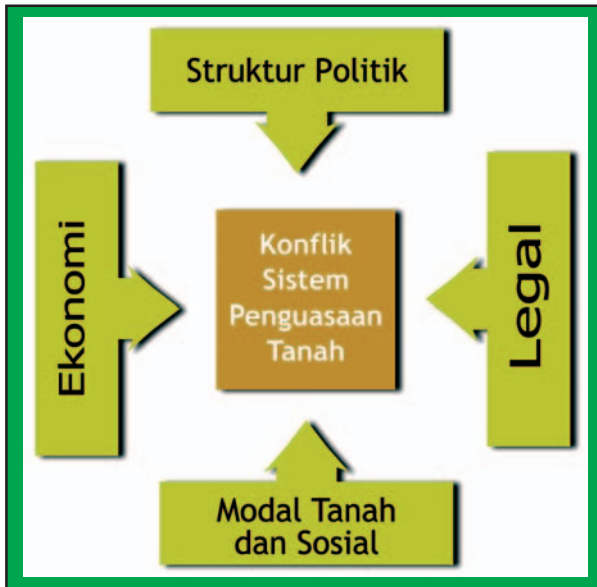 Struktur Politik
Ekonomi
Konflik
Sistem
Penguasaan
Tanah
Legal
Modal Tanah
dan Sosial